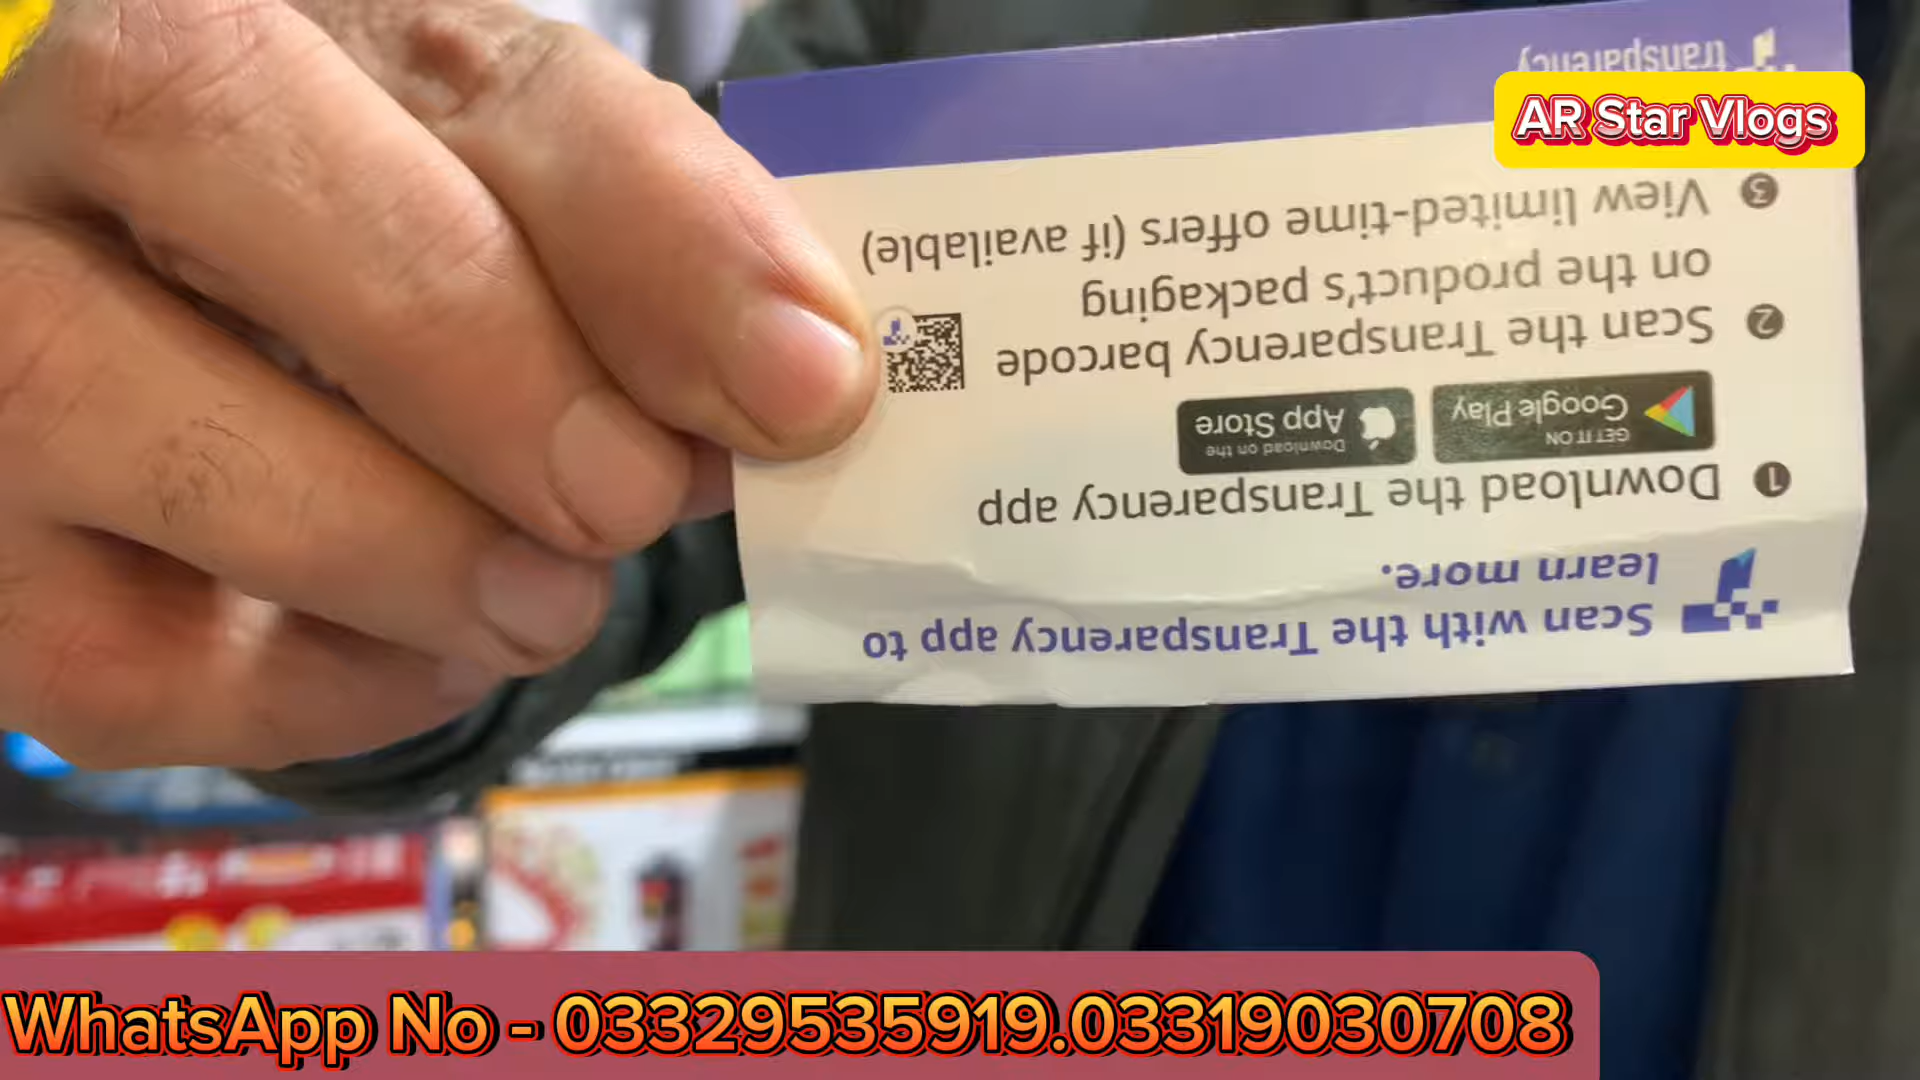 AR Star Vlogs
Scan with the Transparency app to
learn more.
1 Download the Transparency app
GET IT ON
Google Play
Download on the
App Store
2 Scan the Transparency barcode
on the product's packaging
3 View limited-time offers (if available)
transparency
WhatsApp No - 03329535919.03319030708